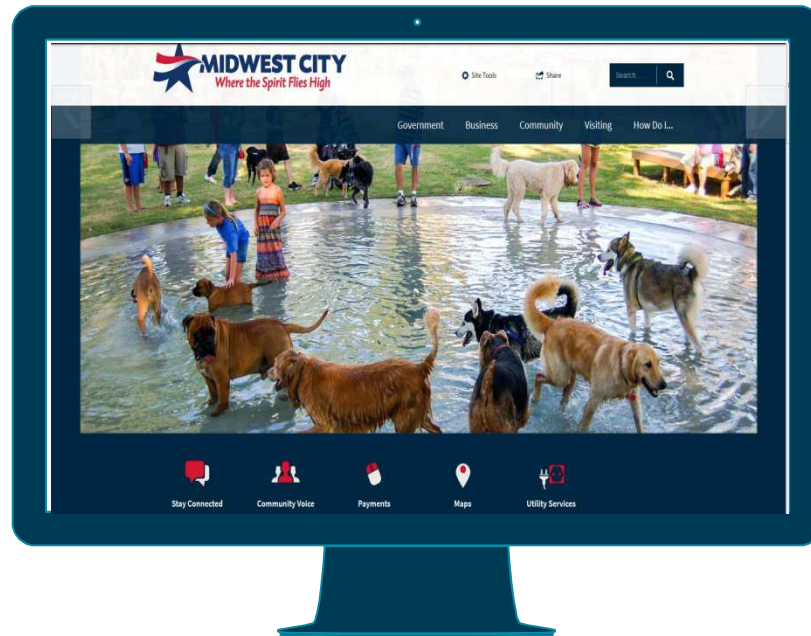 MIDWEST CITY
Where the Spirit Flies High
Site Tools
Share
Search...
Government
Business
Community
Visiting
How Do I...
Stay Connected
Community Voice
Payments
Maps
Utility Services